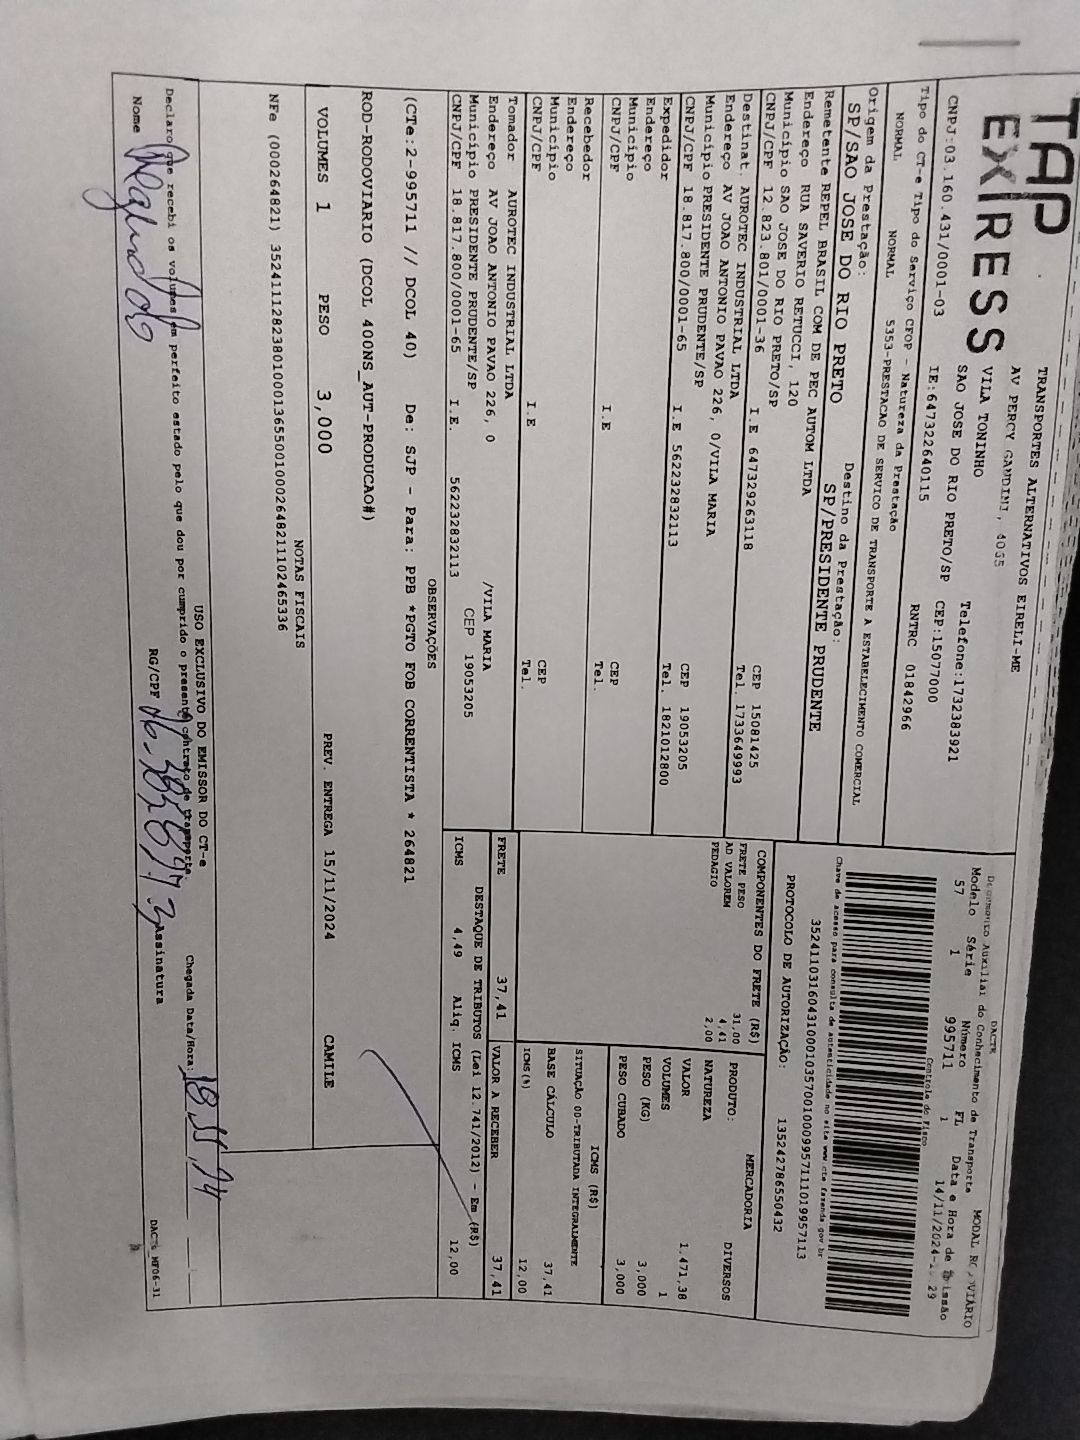 TAP
EXPRESS
TRANSPORTES ALTERNATIVOS EIRELI-ME
AV PERCY GANDINI, 4055
VILA TONINHO
SAO JOSE DO RIO PRETO/SP CEP:15077000
Telefone:1732383921
CNPJ:03.160.431/0001-03 IE:647322640115 RNTRC 01842966
DACTE
Documento Auxiliar do Conhecimento de Transporte
MODAL RODOVIÁRIO
Modelo Série Número FL Data e Hora de Emissão
57 1 995711 1 14/11/2024- 29
Controle do Fisco
Tipo do CT-e Tipo do Serviço CFOP - Natureza da Prestação
NORMAL NORMAL 5353-PRESTACAO DE SERVICO DE TRANSPORTE A ESTABELECIMENTO COMERCIAL
Chave de acesso para consulta de autenticidade no site www.cte.fazenda.gov.br
35241103160431000103570010009957111019957113
PROTOCOLO DE AUTORIZAÇÃO: 135242786550432
Origem da Prestação: Destino da Prestação:
SP/SAO JOSE DO RIO PRETO SP/PRESIDENTE PRUDENTE
Remetente REPEL BRASIL COM DE PEC AUTOM LTDA
Endereço RUA SAVERIO RETUCCI, 120
Município SAO JOSE DO RIO PRETO/SP CEP 15081425
CNPJ/CPF 12.823.801/0001-36 I.E 647329263118 Tel. 1733649993
Destinat. AUROTEC INDUSTRIAL LTDA
Endereço AV JOAO ANTONIO PAVAO 226, 0/VILA MARIA
Município PRESIDENTE PRUDENTE/SP CEP 19053205
CNPJ/CPF 18.817.800/0001-65 I.E 562232832113 Tel. 1821012800
Expedidor
Endereço
Município CEP
CNPJ/CPF I.E Tel.
Recebedor
Endereço
Município CEP
CNPJ/CPF I.E Tel.
Tomador AUROTEC INDUSTRIAL LTDA
Endereço AV JOAO ANTONIO PAVAO 226, 0 /VILA MARIA
Município PRESIDENTE PRUDENTE/SP CEP 19053205
CNPJ/CPF 18.817.800/0001-65 I.E. 562232832113
COMPONENTES DO FRETE (R$)
FRETE PESO 31,00
AD VALOREM 4,41
PEDAGIO 2,00
MERCADORIA
PRODUTO: DIVERSOS
NATUREZA
VALOR 1.471,38
VOLUMES 1
PESO (KG) 3,000
PESO CUBADO 3,000
ICMS (R$)
SITUAÇÃO 00-TRIBUTADA INTEGRALMENTE
BASE CÁLCULO 37,41
ICMS(%) 12,00
FRETE 37,41 VALOR A RECEBER 37,41
DESTAQUE DE TRIBUTOS (Lei 12.741/2012) - Em (R$)
ICMS 4,49 Aliq. ICMS 12,00
OBSERVAÇÕES
(CTe:2-995711 // DCOL 40) De: SJP - Para: PPB *PGTO FOB CORRENTISTA * 264821
ROD-RODOVIARIO (DCOL 400NS_AUT-PRODUCAO#)
VOLUMES 1 PESO 3,000 PREV. ENTREGA 15/11/2024 CAMILE
NOTAS FISCAIS
NFe (000264821) 35241112823801000136550010002648211102465336
USO EXCLUSIVO DO EMISSOR DO CT-e
Declaro que recebi os volumes em perfeito estado pelo que dou por cumprido o presente contrato de transporte
Chegada Data/Hora:
Nome RG/CPF Assinatura
DACTE MF06-31